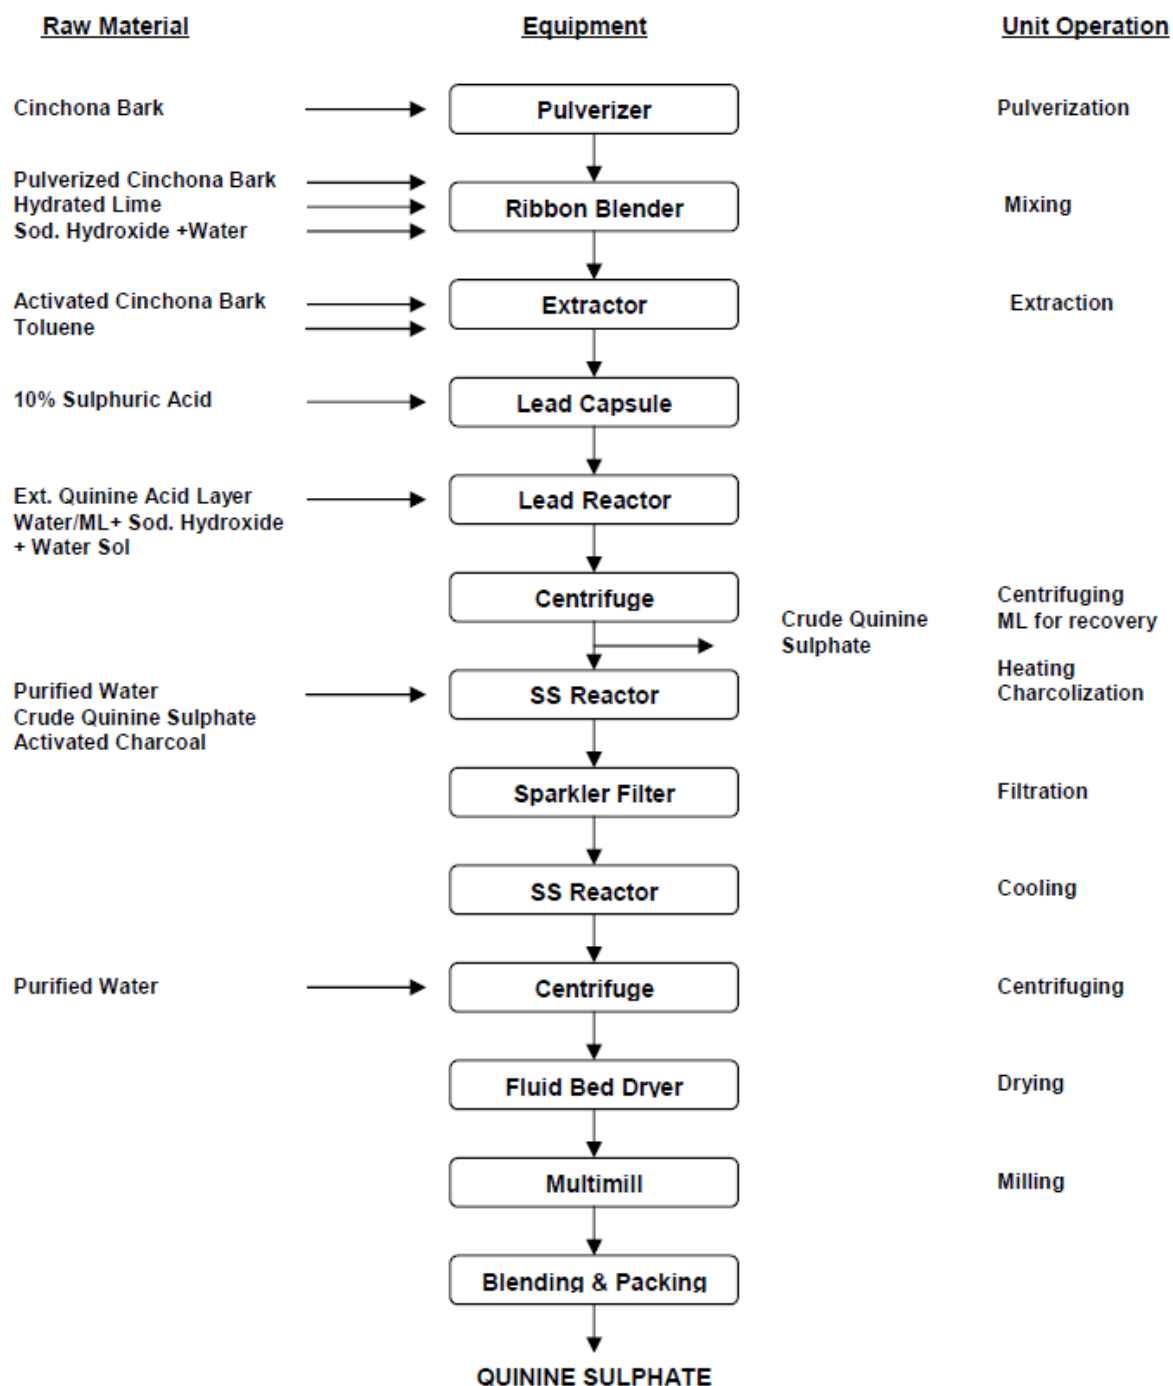 Raw Material Equipment Unit Operation
Cinchona Bark Pulverizer Pulverization
Pulverized Cinchona Bark
Hydrated Lime Ribbon Blender Mixing
Sod. Hydroxide +Water
Activated Cinchona Bark Extractor Extraction
Toluene
10% Sulphuric Acid Lead Capsule
Ext. Quinine Acid Layer Lead Reactor
Water/ML+ Sod. Hydroxide
+ Water Sol
Centrifuge Centrifuging
Crude Quinine ML for recovery
Sulphate
Heating
Purified Water SS Reactor Charcolization
Crude Quinine Sulphate
Activated Charcoal
Sparkler Filter Filtration
SS Reactor Cooling
Purified Water Centrifuge Centrifuging
Fluid Bed Dryer Drying
Multimill Milling
Blending & Packing
QUININE SULPHATE